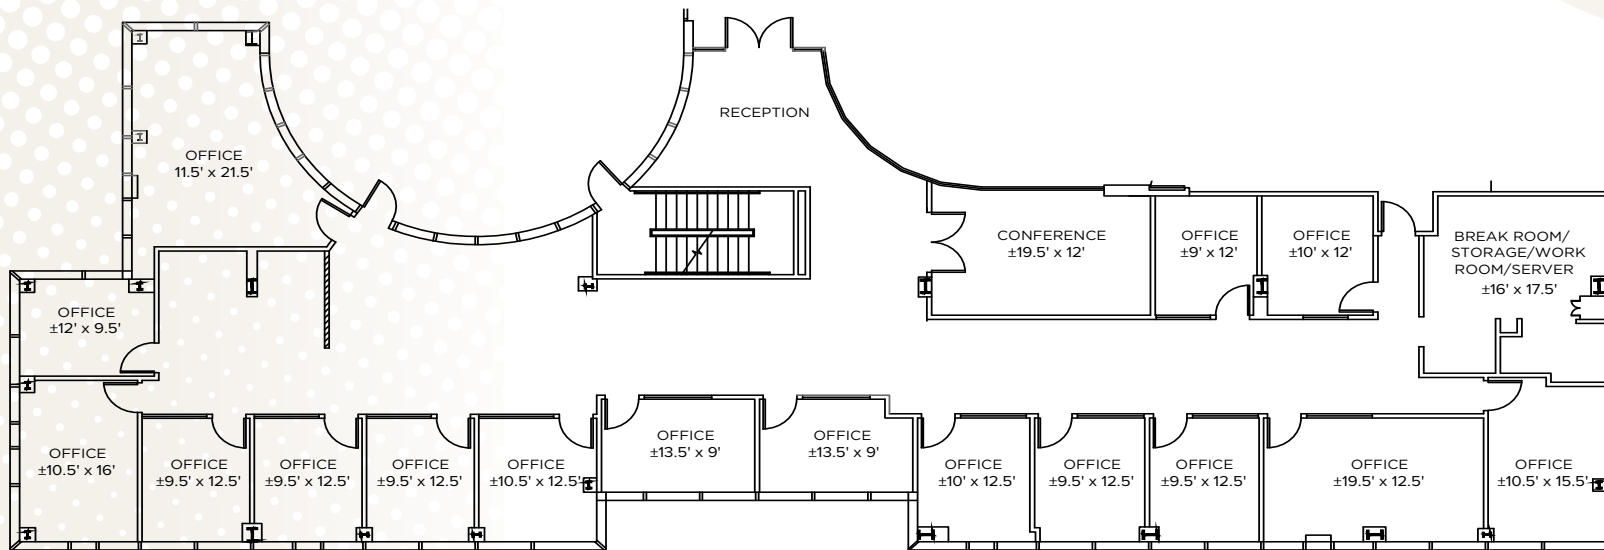 RECEPTION
OFFICE
11.5' x 21.5'
CONFERENCE
±19.5' x 12'
OFFICE
±9' x 12'
OFFICE
±10' x 12'
BREAK ROOM/
STORAGE/WORK
ROOM/SERVER
±16' x 17.5'
OFFICE
±12' x 9.5'
OFFICE
±10.5' x 16'
OFFICE
±9.5' x 12.5'
OFFICE
±9.5' x 12.5'
OFFICE
±9.5' x 12.5'
OFFICE
±10.5' x 12.5'
OFFICE
±13.5' x 9'
OFFICE
±13.5' x 9'
OFFICE
±10' x 12.5'
OFFICE
±9.5' x 12.5'
OFFICE
±9.5' x 12.5'
OFFICE
±19.5' x 12.5'
OFFICE
±10.5' x 15.5'